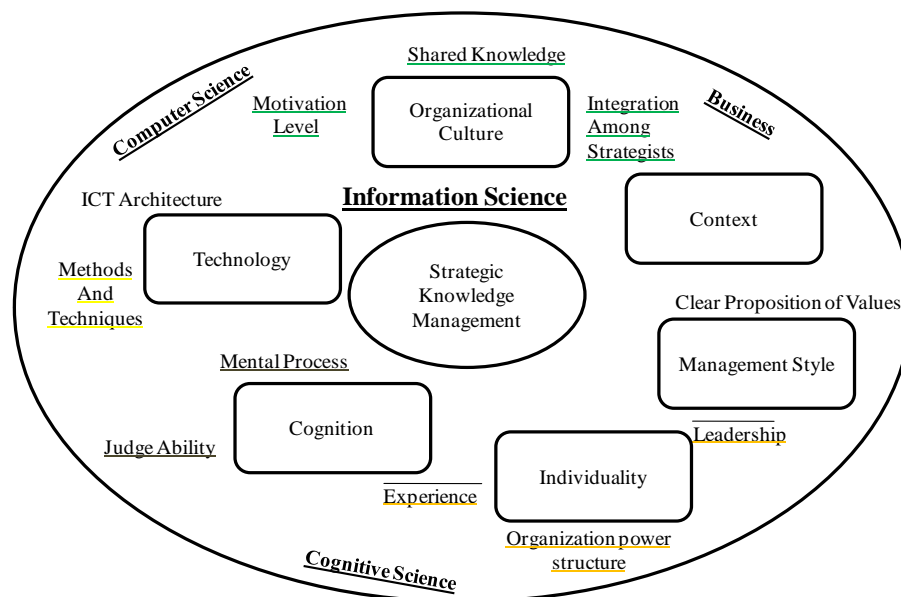 Shared Knowledge
Computer Science
Motivation
Level
Organizational
Culture
Integration
Among
Strategists
Business
ICT Architecture
Information Science
Context
Technology
Methods
And
Techniques
Strategic
Knowledge
Management
Clear Proposition of Values
Management Style
Mental Process
Cognition
Judge Ability
Leadership
Individuality
Experience
Organization power
structure
Cognitive Science